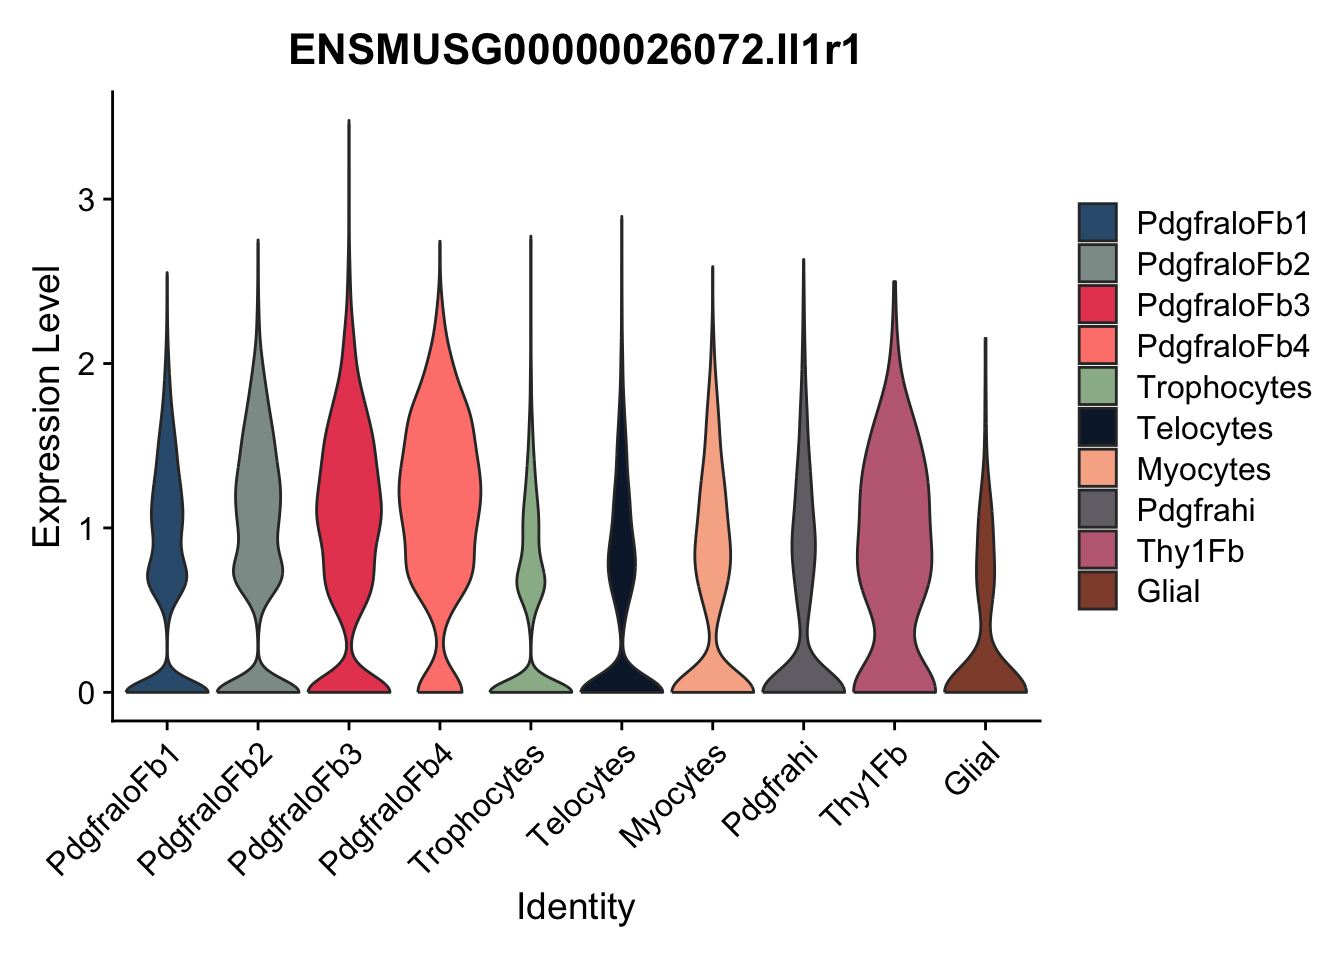 ENSMUSG00000026072.Il1r1
Expression Level
3
2
1
0
PdgfraloFb1
PdgfraloFb2
PdgfraloFb3
PdgfraloFb4
Trophocytes
Telocytes
Myocytes
Pdgfrahi
Thy1Fb
Glial
Identity
PdgfraloFb1
PdgfraloFb2
PdgfraloFb3
PdgfraloFb4
Trophocytes
Telocytes
Myocytes
Pdgfrahi
Thy1Fb
Glial